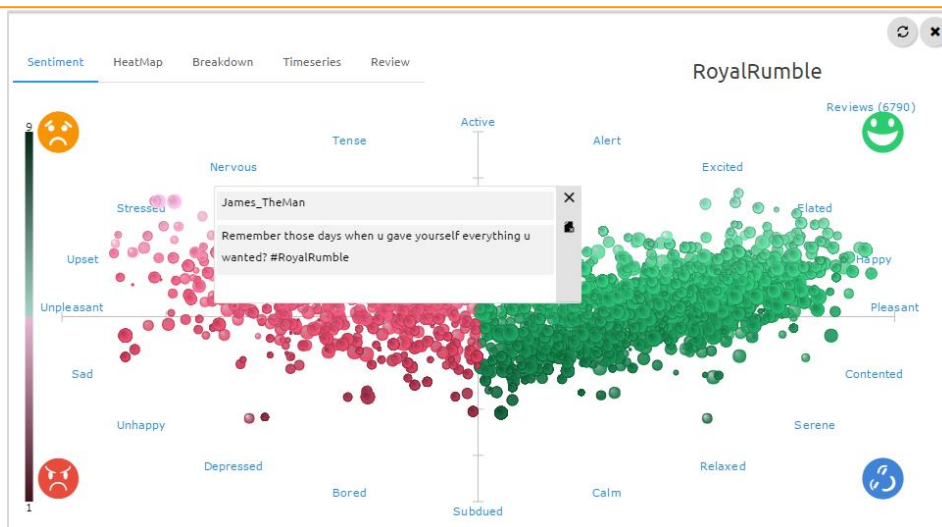 Sentiment HeatMap Breakdown Timeseries Review
RoyalRumble
Reviews (6790)
9
Active
Tense
Alert
Nervous
Excited
James_TheMan
Remember those days when u gave yourself everything u
wanted? #RoyalRumble
Stressed
Elated
Upset
Happy
Unpleasant
Pleasant
Sad
Contented
Unhappy
Serene
Depressed
Relaxed
Bored
Calm
Subdued
1